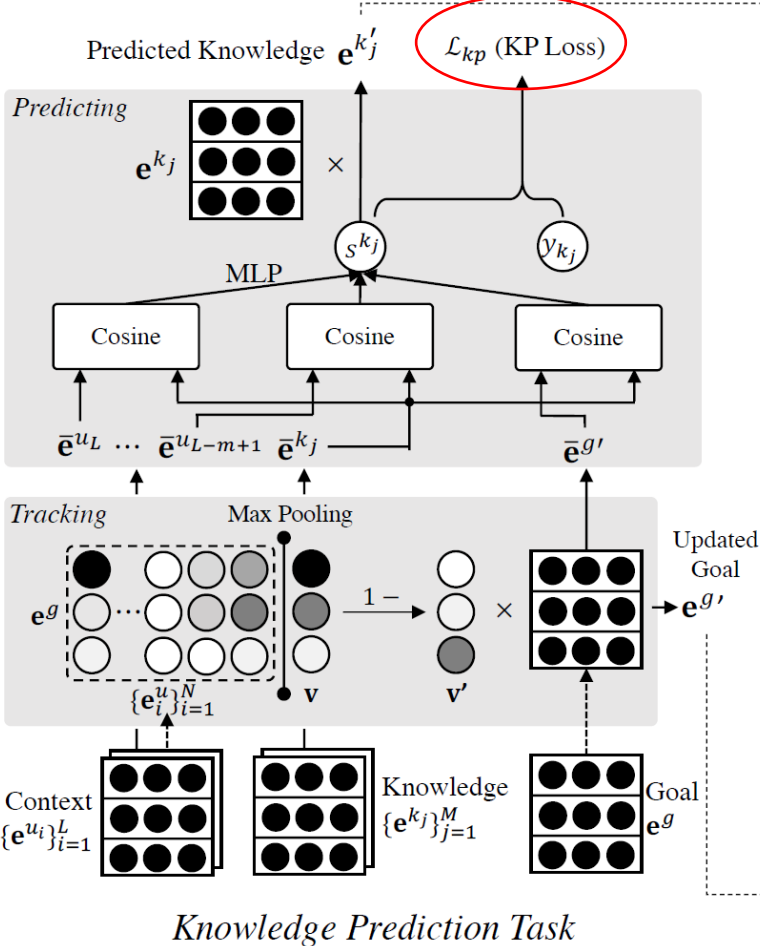 Predicted Knowledge 𝐞^{k′_j} ℒ_{kp} (KP Loss)
Predicting
𝐞^{k_j} ×
s^{k_j} y_{k_j}
MLP
Cosine Cosine Cosine
𝐞̄^{u_L} ⋯ 𝐞̄^{u_{L−m+1}} 𝐞̄^{k_j} 𝐞̄^{g′}
Tracking Max Pooling
Updated
Goal
𝐞^{g′}
𝐞^g ⋯ 1 − ×
{𝐞^u_i}^N_{i=1} 𝐯 𝐯′
Context
{𝐞^{u_i}}^L_{i=1}
Knowledge
{𝐞^{k_j}}^M_{j=1}
Goal
𝐞^g
Knowledge Prediction Task